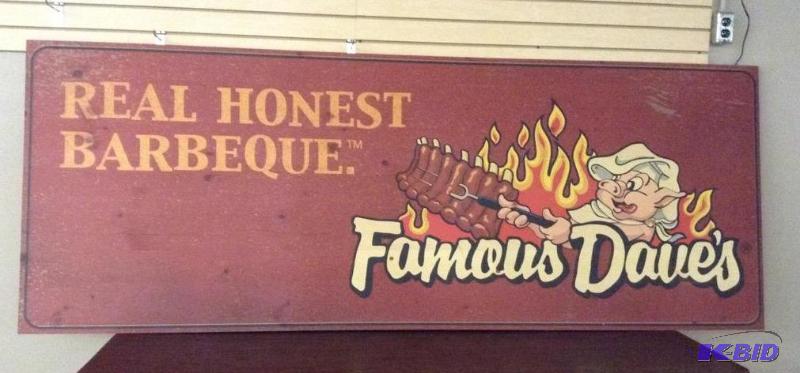 REAL HONEST
BARBEQUE.™
Famous Dave's
K-BID